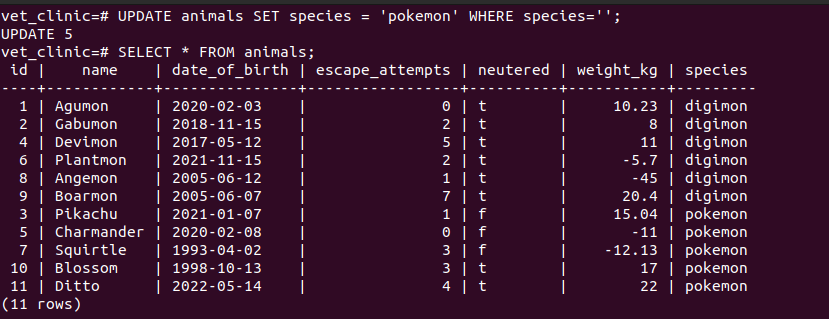 vet_clinic=# UPDATE animals SET species = 'pokemon' WHERE species='';
UPDATE 5
vet_clinic=# SELECT * FROM animals;
 id |    name    | date_of_birth | escape_attempts | neutered | weight_kg | species
----+------------+---------------+-----------------+----------+-----------+---------
  1 | Agumon     | 2020-02-03    |               0 | t        |     10.23 | digimon
  2 | Gabumon    | 2018-11-15    |               2 | t        |         8 | digimon
  4 | Devimon    | 2017-05-12    |               5 | t        |        11 | digimon
  6 | Plantmon   | 2021-11-15    |               2 | t        |      -5.7 | digimon
  8 | Angemon    | 2005-06-12    |               1 | t        |       -45 | digimon
  9 | Boarmon    | 2005-06-07    |               7 | t        |      20.4 | digimon
  3 | Pikachu    | 2021-01-07    |               1 | f        |     15.04 | pokemon
  5 | Charmander | 2020-02-08    |               0 | f        |       -11 | pokemon
  7 | Squirtle   | 1993-04-02    |               3 | f        |    -12.13 | pokemon
 10 | Blossom    | 1998-10-13    |               3 | t        |        17 | pokemon
 11 | Ditto      | 2022-05-14    |               4 | t        |        22 | pokemon
(11 rows)